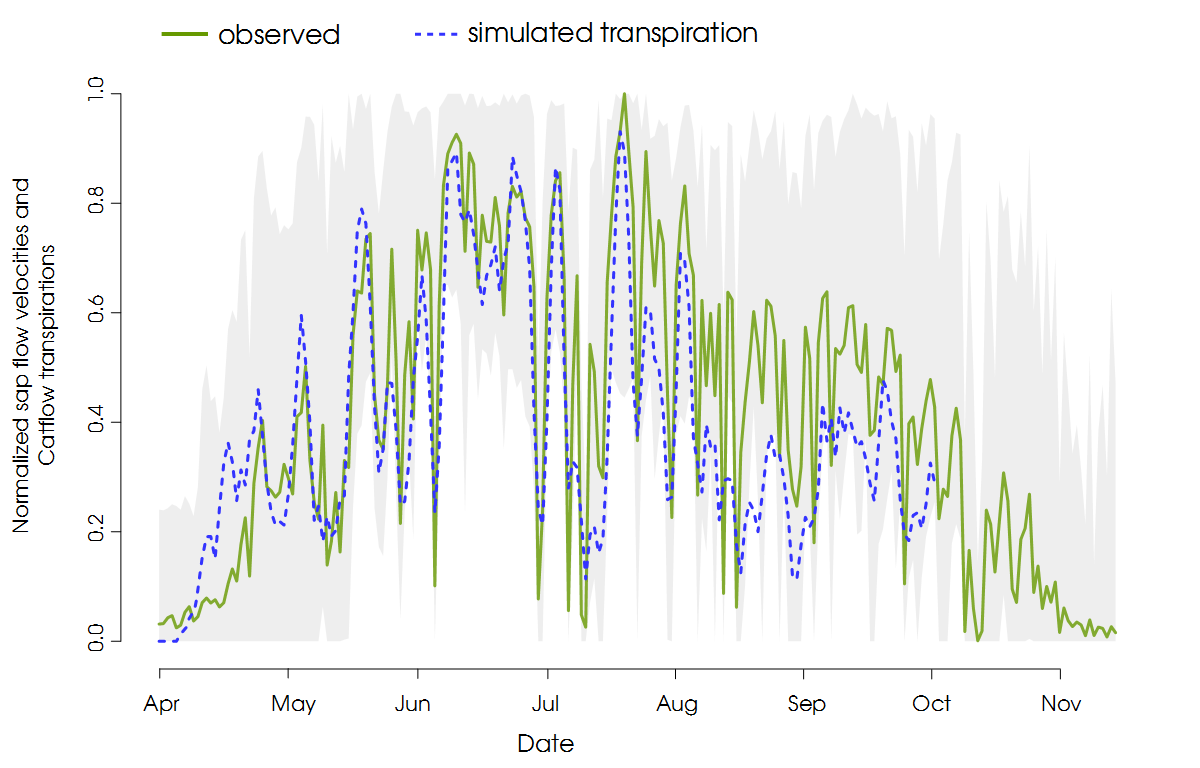 observed simulated transpiration
Normalized sap flow velocities and
Catflow transpirations
1.0
0.8
0.6
0.4
0.2
0.0
Apr May Jun Jul Aug Sep Oct Nov
Date